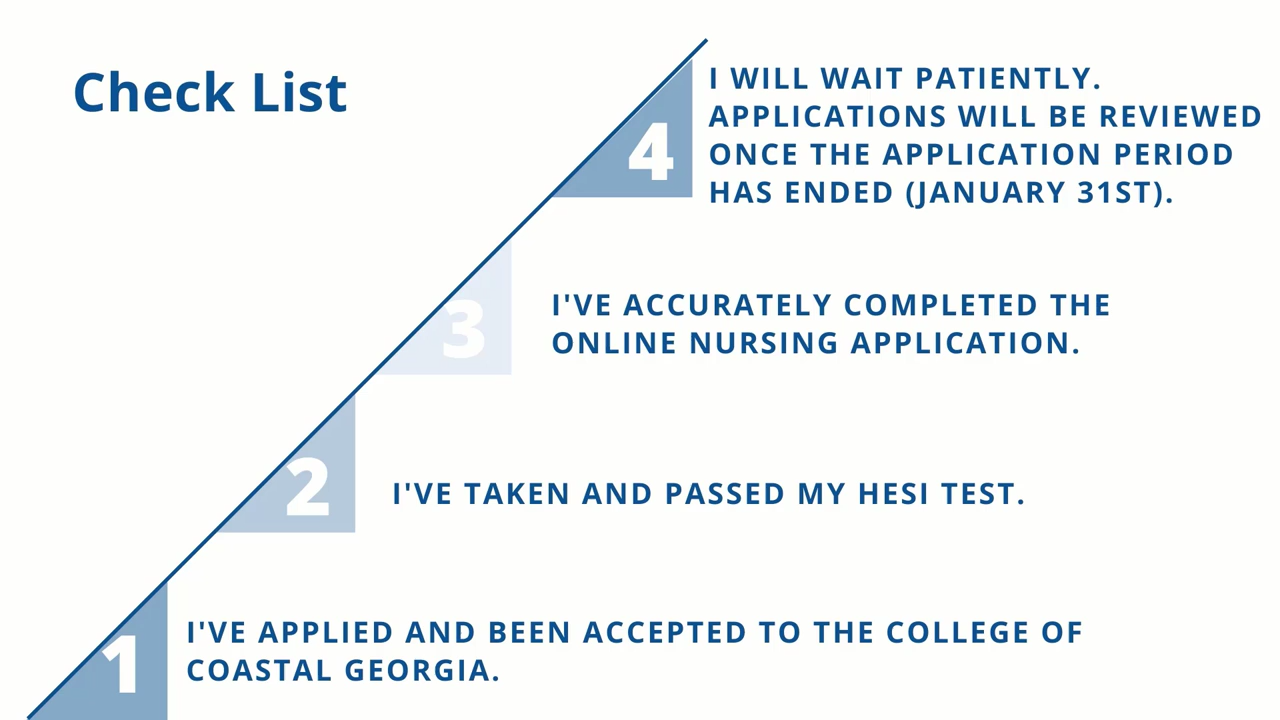 Check List
4
I WILL WAIT PATIENTLY.
APPLICATIONS WILL BE REVIEWED
ONCE THE APPLICATION PERIOD
HAS ENDED (JANUARY 31ST).
3
I'VE ACCURATELY COMPLETED THE
ONLINE NURSING APPLICATION.
2
I'VE TAKEN AND PASSED MY HESI TEST.
1
I'VE APPLIED AND BEEN ACCEPTED TO THE COLLEGE OF
COASTAL GEORGIA.